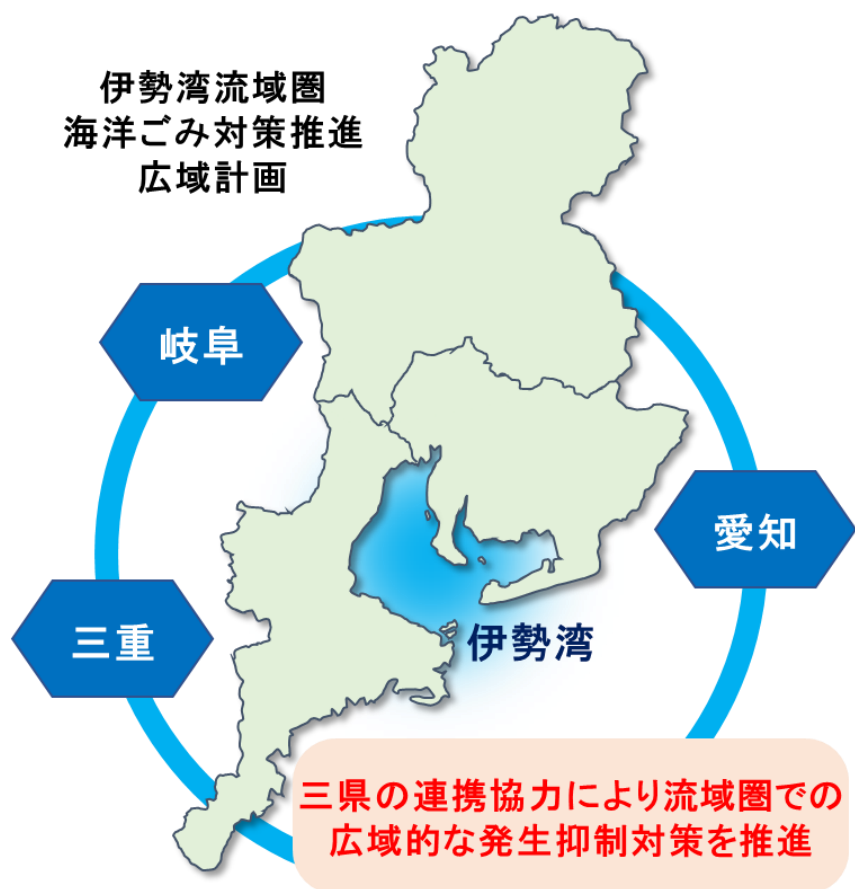 伊勢湾流域圏
海洋ごみ対策推進
広域計画
岐阜
愛知
三重
伊勢湾
三県の連携協力により流域圏での
広域的な発生抑制対策を推進